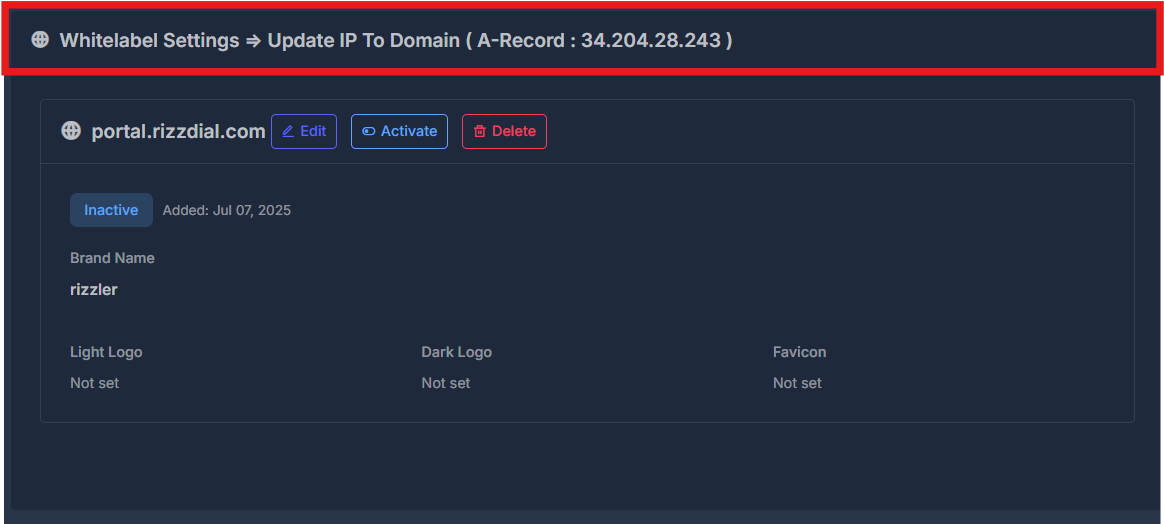 Whitelabel Settings ⇒ Update IP To Domain ( A-Record : 34.204.28.243 )
portal.rizzdial.com Edit Activate Delete
Inactive Added: Jul 07, 2025
Brand Name
rizzler
Light Logo Dark Logo Favicon
Not set Not set Not set